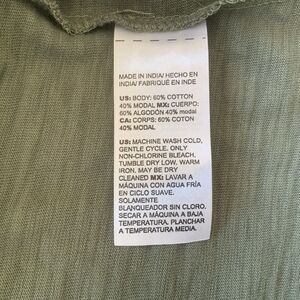 MADE IN INDIA/ HECHO EN
INDIA/ FABRIQUÉ EN INDE
US: BODY: 60% COTTON
40% MODAL MX: CUERPO:
60% ALGODÓN 40% modal
CA: CORPS: 60% COTON
40% MODAL
US: MACHINE WASH COLD,
GENTLE CYCLE. ONLY
NON-CHLORINE BLEACH.
TUMBLE DRY LOW. WARM
IRON, MAY BE DRY
CLEANED MX: LAVAR A
MÁQUINA CON AGUA FRÍA
EN CICLO SUAVE.
SOLAMENTE
BLANQUEADOR SIN CLORO.
SECAR A MÁQUINA A BAJA
TEMPERATURA, PLANCHAR
A TEMPERATURA MEDIA.